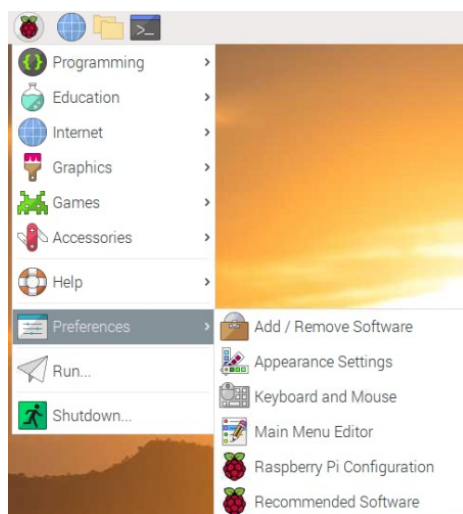 Programming
Education
Internet
Graphics
Games
Accessories
Help
Preferences
Run...
Shutdown...
Add / Remove Software
Appearance Settings
Keyboard and Mouse
Main Menu Editor
Raspberry Pi Configuration
Recommended Software